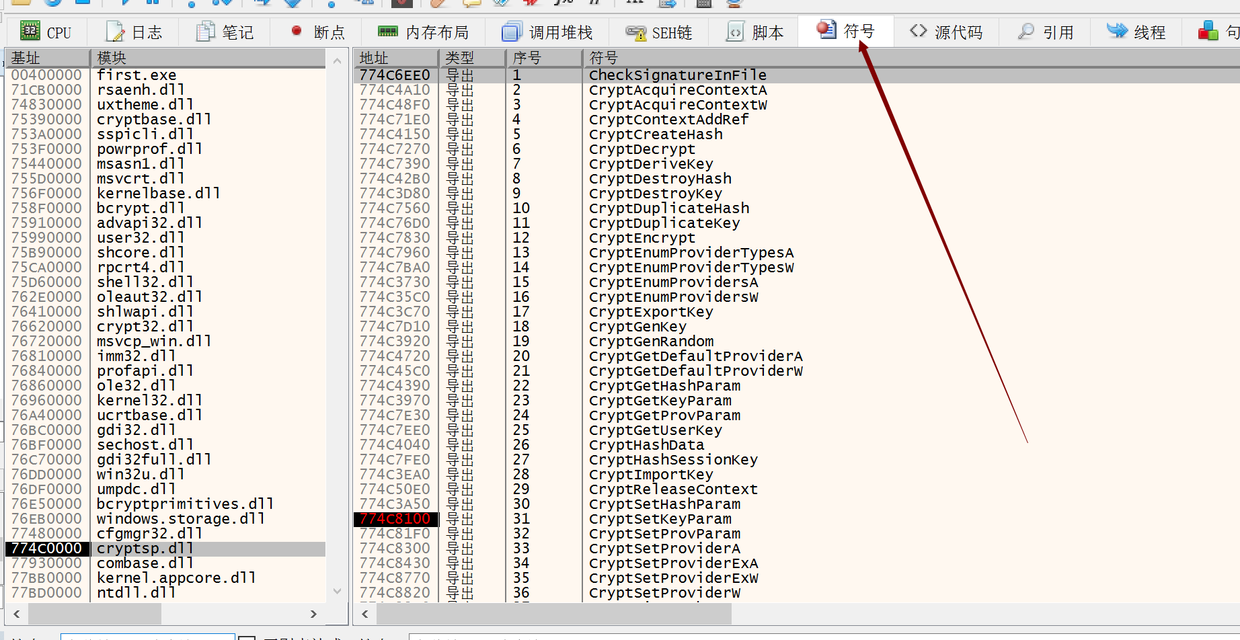 CPU 日志 笔记 断点 内存布局 调用堆栈 SEH链 脚本 符号 源代码 引用 线程
基址 模块 地址 类型 序号 符号
00400000 first.exe 774C6EE0 导出 1 CheckSignatureInFile
71CB0000 rsaenh.dll 774C4A10 导出 2 CryptAcquireContextA
74830000 uxtheme.dll 774C48F0 导出 3 CryptAcquireContextW
75390000 cryptbase.dll 774C71E0 导出 4 CryptContextAddRef
753A0000 sspicli.dll 774C4150 导出 5 CryptCreateHash
753F0000 powrprof.dll 774C7270 导出 6 CryptDecrypt
75440000 msasn1.dll 774C7390 导出 7 CryptDeriveKey
755D0000 msvcrt.dll 774C42B0 导出 8 CryptDestroyHash
756F0000 kernelbase.dll 774C3D80 导出 9 CryptDestroyKey
758F0000 bcrypt.dll 774C7560 导出 10 CryptDuplicateHash
75910000 advapi32.dll 774C76D0 导出 11 CryptDuplicateKey
75990000 user32.dll 774C7830 导出 12 CryptEncrypt
75B90000 shcore.dll 774C7960 导出 13 CryptEnumProviderTypesA
75CA0000 rpcrt4.dll 774C7BA0 导出 14 CryptEnumProviderTypesW
75D60000 shell32.dll 774C3730 导出 15 CryptEnumProvidersA
762E0000 oleaut32.dll 774C35C0 导出 16 CryptEnumProvidersW
76410000 shlwapi.dll 774C3C70 导出 17 CryptExportKey
76620000 crypt32.dll 774C7D10 导出 18 CryptGenKey
76720000 msvcp_win.dll 774C3920 导出 19 CryptGenRandom
76810000 imm32.dll 774C4720 导出 20 CryptGetDefaultProviderA
76840000 profapi.dll 774C45C0 导出 21 CryptGetDefaultProviderW
76860000 ole32.dll 774C4390 导出 22 CryptGetHashParam
76960000 kernel32.dll 774C3970 导出 23 CryptGetKeyParam
76A40000 ucrtbase.dll 774C7E30 导出 24 CryptGetProvParam
76BC0000 gdi32.dll 774C7EE0 导出 25 CryptGetUserKey
76BF0000 sechost.dll 774C4040 导出 26 CryptHashData
76C70000 gdi32full.dll 774C7FE0 导出 27 CryptHashSessionKey
76DD0000 win32u.dll 774C3EA0 导出 28 CryptImportKey
76DF0000 umpdc.dll 774C50E0 导出 29 CryptReleaseContext
76E50000 bcryptprimitives.dll 774C3A50 导出 30 CryptSetHashParam
76EB0000 windows.storage.dll 774C8100 导出 31 CryptSetKeyParam
77480000 cfgmgr32.dll 774C81F0 导出 32 CryptSetProvParam
774C0000 cryptsp.dll 774C8300 导出 33 CryptSetProviderA
77930000 combase.dll 774C8430 导出 34 CryptSetProviderExA
77BB0000 kernel.appcore.dll 774C8770 导出 35 CryptSetProviderExW
77BD0000 ntdll.dll 774C8820 导出 36 CryptSetProviderW